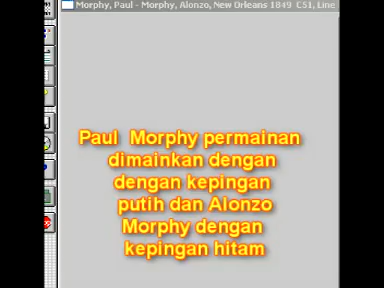 Morphy, Paul - Morphy, Alonzo, New Orleans 1849 C51, Line
Paul Morphy permainan
dimainkan dengan
dengan kepingan
putih dan Alonzo
Morphy dengan
kepingan hitam